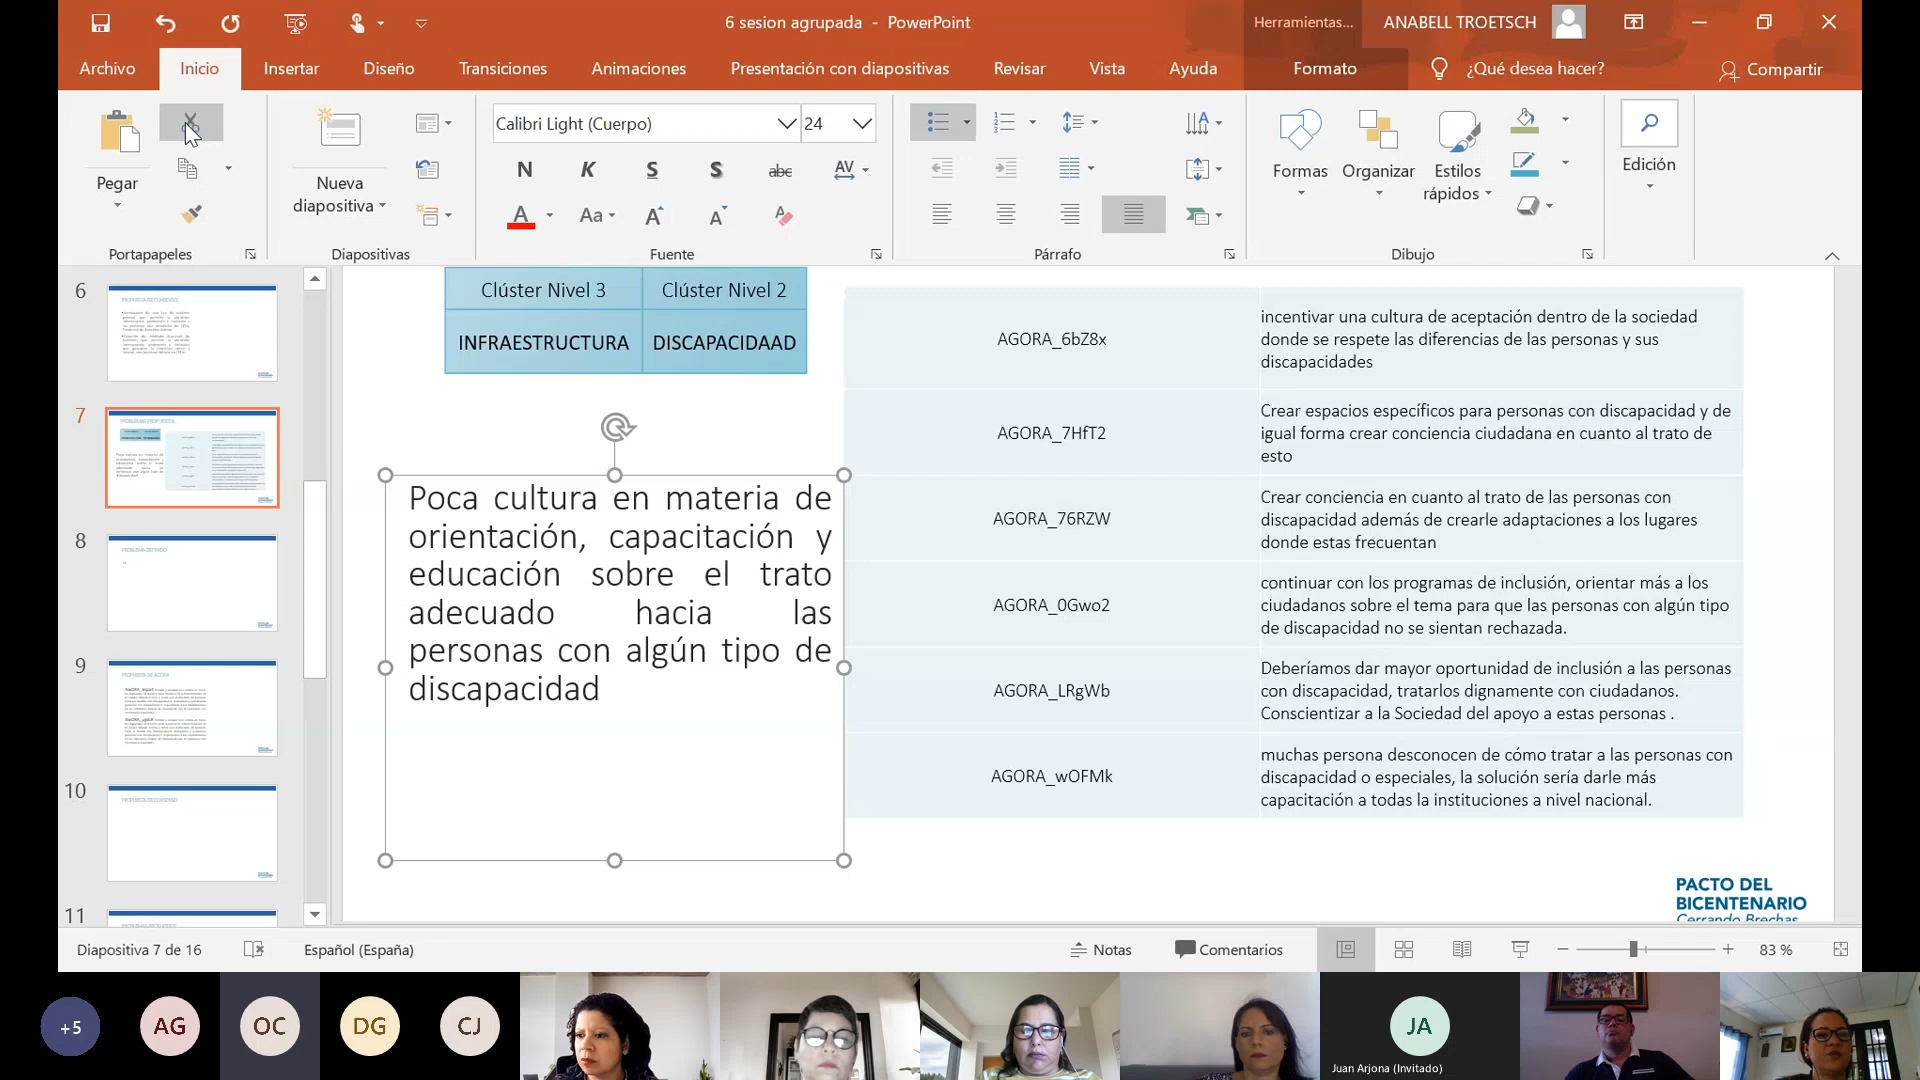 6 sesion agrupada - PowerPoint
Herramientas...
ANABELL TROETSCH
Archivo
Inicio
Insertar
Diseño
Transiciones
Animaciones
Presentación con diapositivas
Revisar
Vista
Ayuda
Formato
¿Qué desea hacer?
Compartir
Pegar
Nueva
diapositiva
Calibri Light (Cuerpo)
24
N K S S abc AV
A Aa A A
Formas
Organizar
Estilos
rápidos
Edición
Portapapeles
Diapositivas
Fuente
Párrafo
Dibujo
6
7
8
9
10
11
Clúster Nivel 3
Clúster Nivel 2
INFRAESTRUCTURA
DISCAPACIDAAD
Poca cultura en materia de
orientación, capacitación y
educación sobre el trato
adecuado hacia las
personas con algún tipo de
discapacidad
AGORA_6bZ8x
incentivar una cultura de aceptación dentro de la sociedad
donde se respete las diferencias de las personas y sus
discapacidades
AGORA_7HfT2
Crear espacios específicos para personas con discapacidad y de
igual forma crear conciencia ciudadana en cuanto al trato de
esto
AGORA_76RZW
Crear conciencia en cuanto al trato de las personas con
discapacidad además de crearle adaptaciones a los lugares
donde estas frecuentan
AGORA_0Gwo2
continuar con los programas de inclusión, orientar más a los
ciudadanos sobre el tema para que las personas con algún tipo
de discapacidad no se sientan rechazada.
AGORA_LRgWb
Deberíamos dar mayor oportunidad de inclusión a las personas
con discapacidad, tratarlos dignamente con ciudadanos.
Conscientizar a la Sociedad del apoyo a estas personas .
AGORA_wOFMk
muchas persona desconocen de cómo tratar a las personas con
discapacidad o especiales, la solución sería darle más
capacitación a todas la instituciones a nivel nacional.
PACTO DEL
BICENTENARIO
Cerrando Brechas
Diapositiva 7 de 16
Español (España)
Notas
Comentarios
83 %
+5
AG
OC
DG
CJ
JA
Juan Arjona (Invitado)